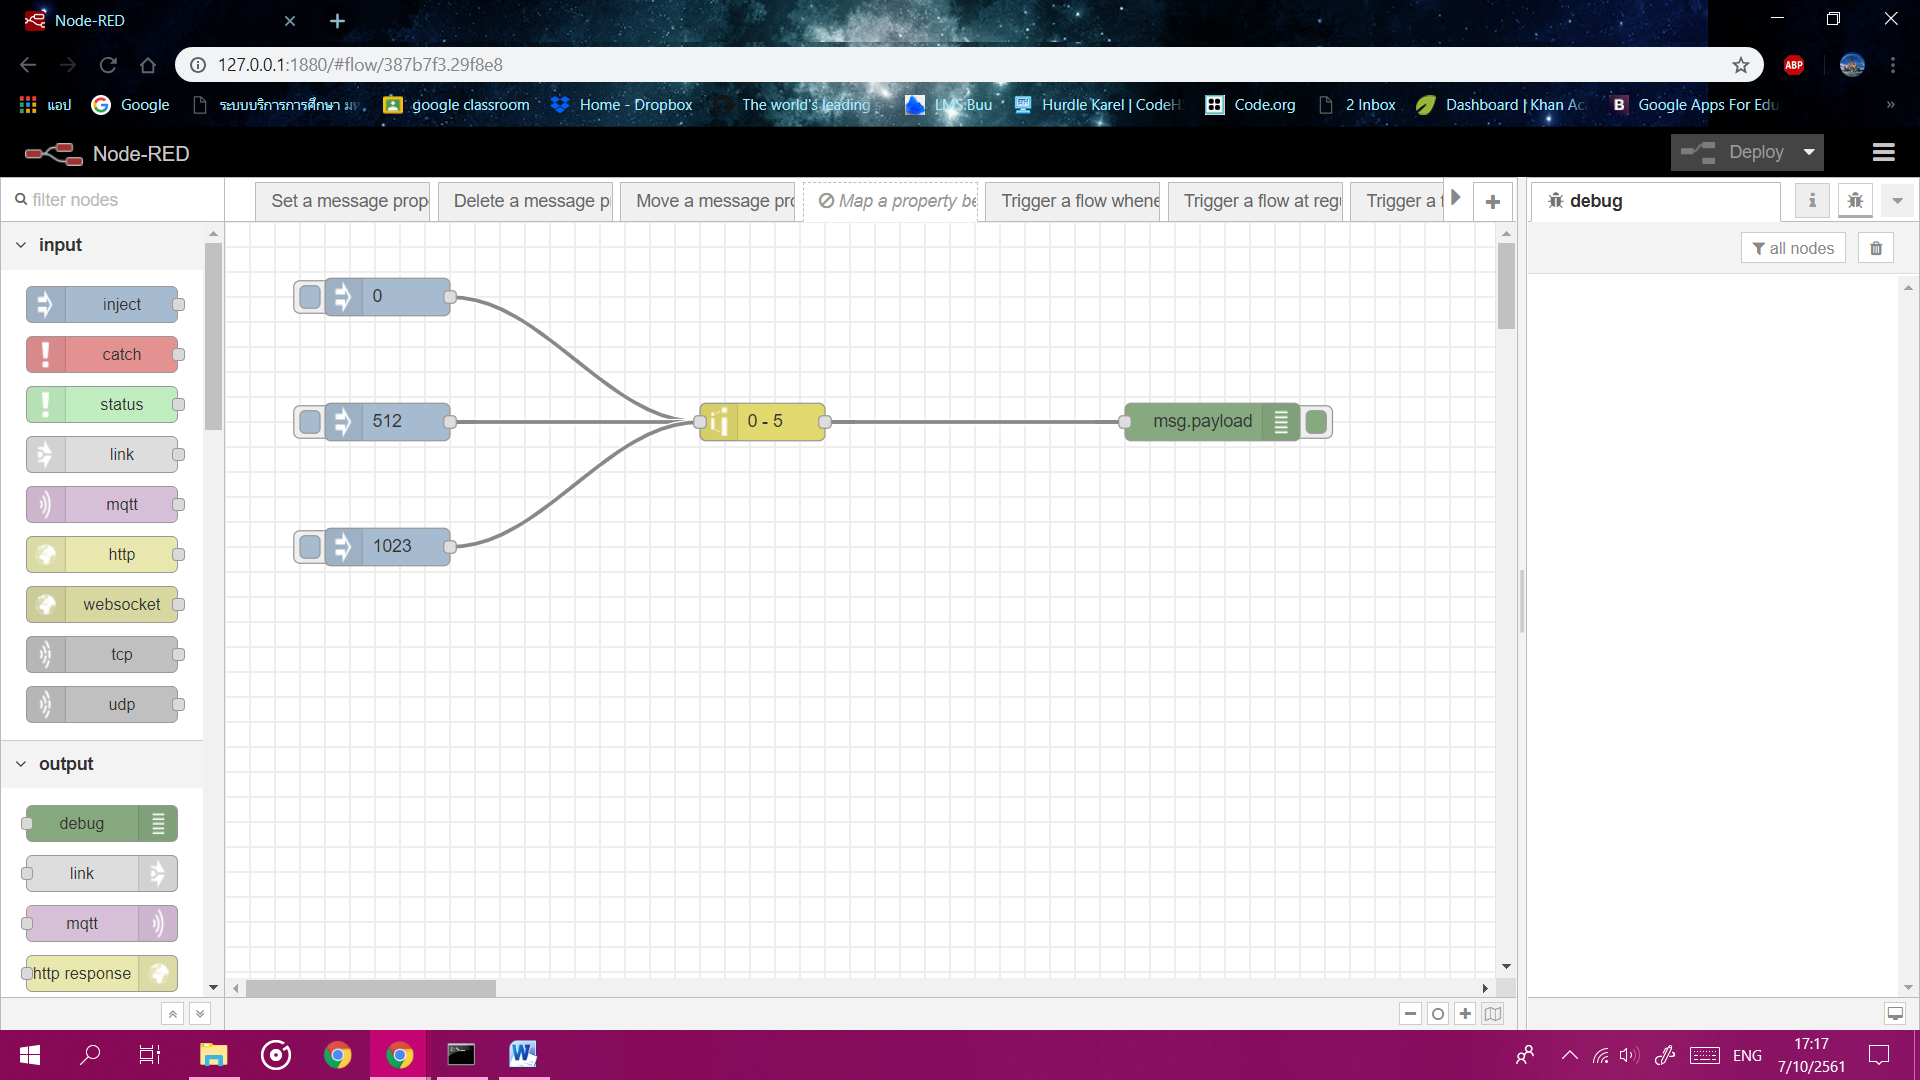 Node-RED
127.0.0.1:1880/#flow/387b7f3.29f8e8
ABP
แอป Google ระบบบริการการศึกษา มห google classroom Home - Dropbox The world's leading s LMS:Buu Hurdle Karel | CodeH Code.org 2 Inbox Dashboard | Khan Ac Google Apps For Edu »
Node-RED Deploy
filter nodes
Set a message prop Delete a message p Move a message pro Map a property be Trigger a flow whene Trigger a flow at regu Trigger a f
debug
all nodes
input
inject
catch
status
link
mqtt
http
websocket
tcp
udp
output
debug
link
mqtt
http response
0
512
1023
0 - 5
msg.payload
ENG
17:17
7/10/2561